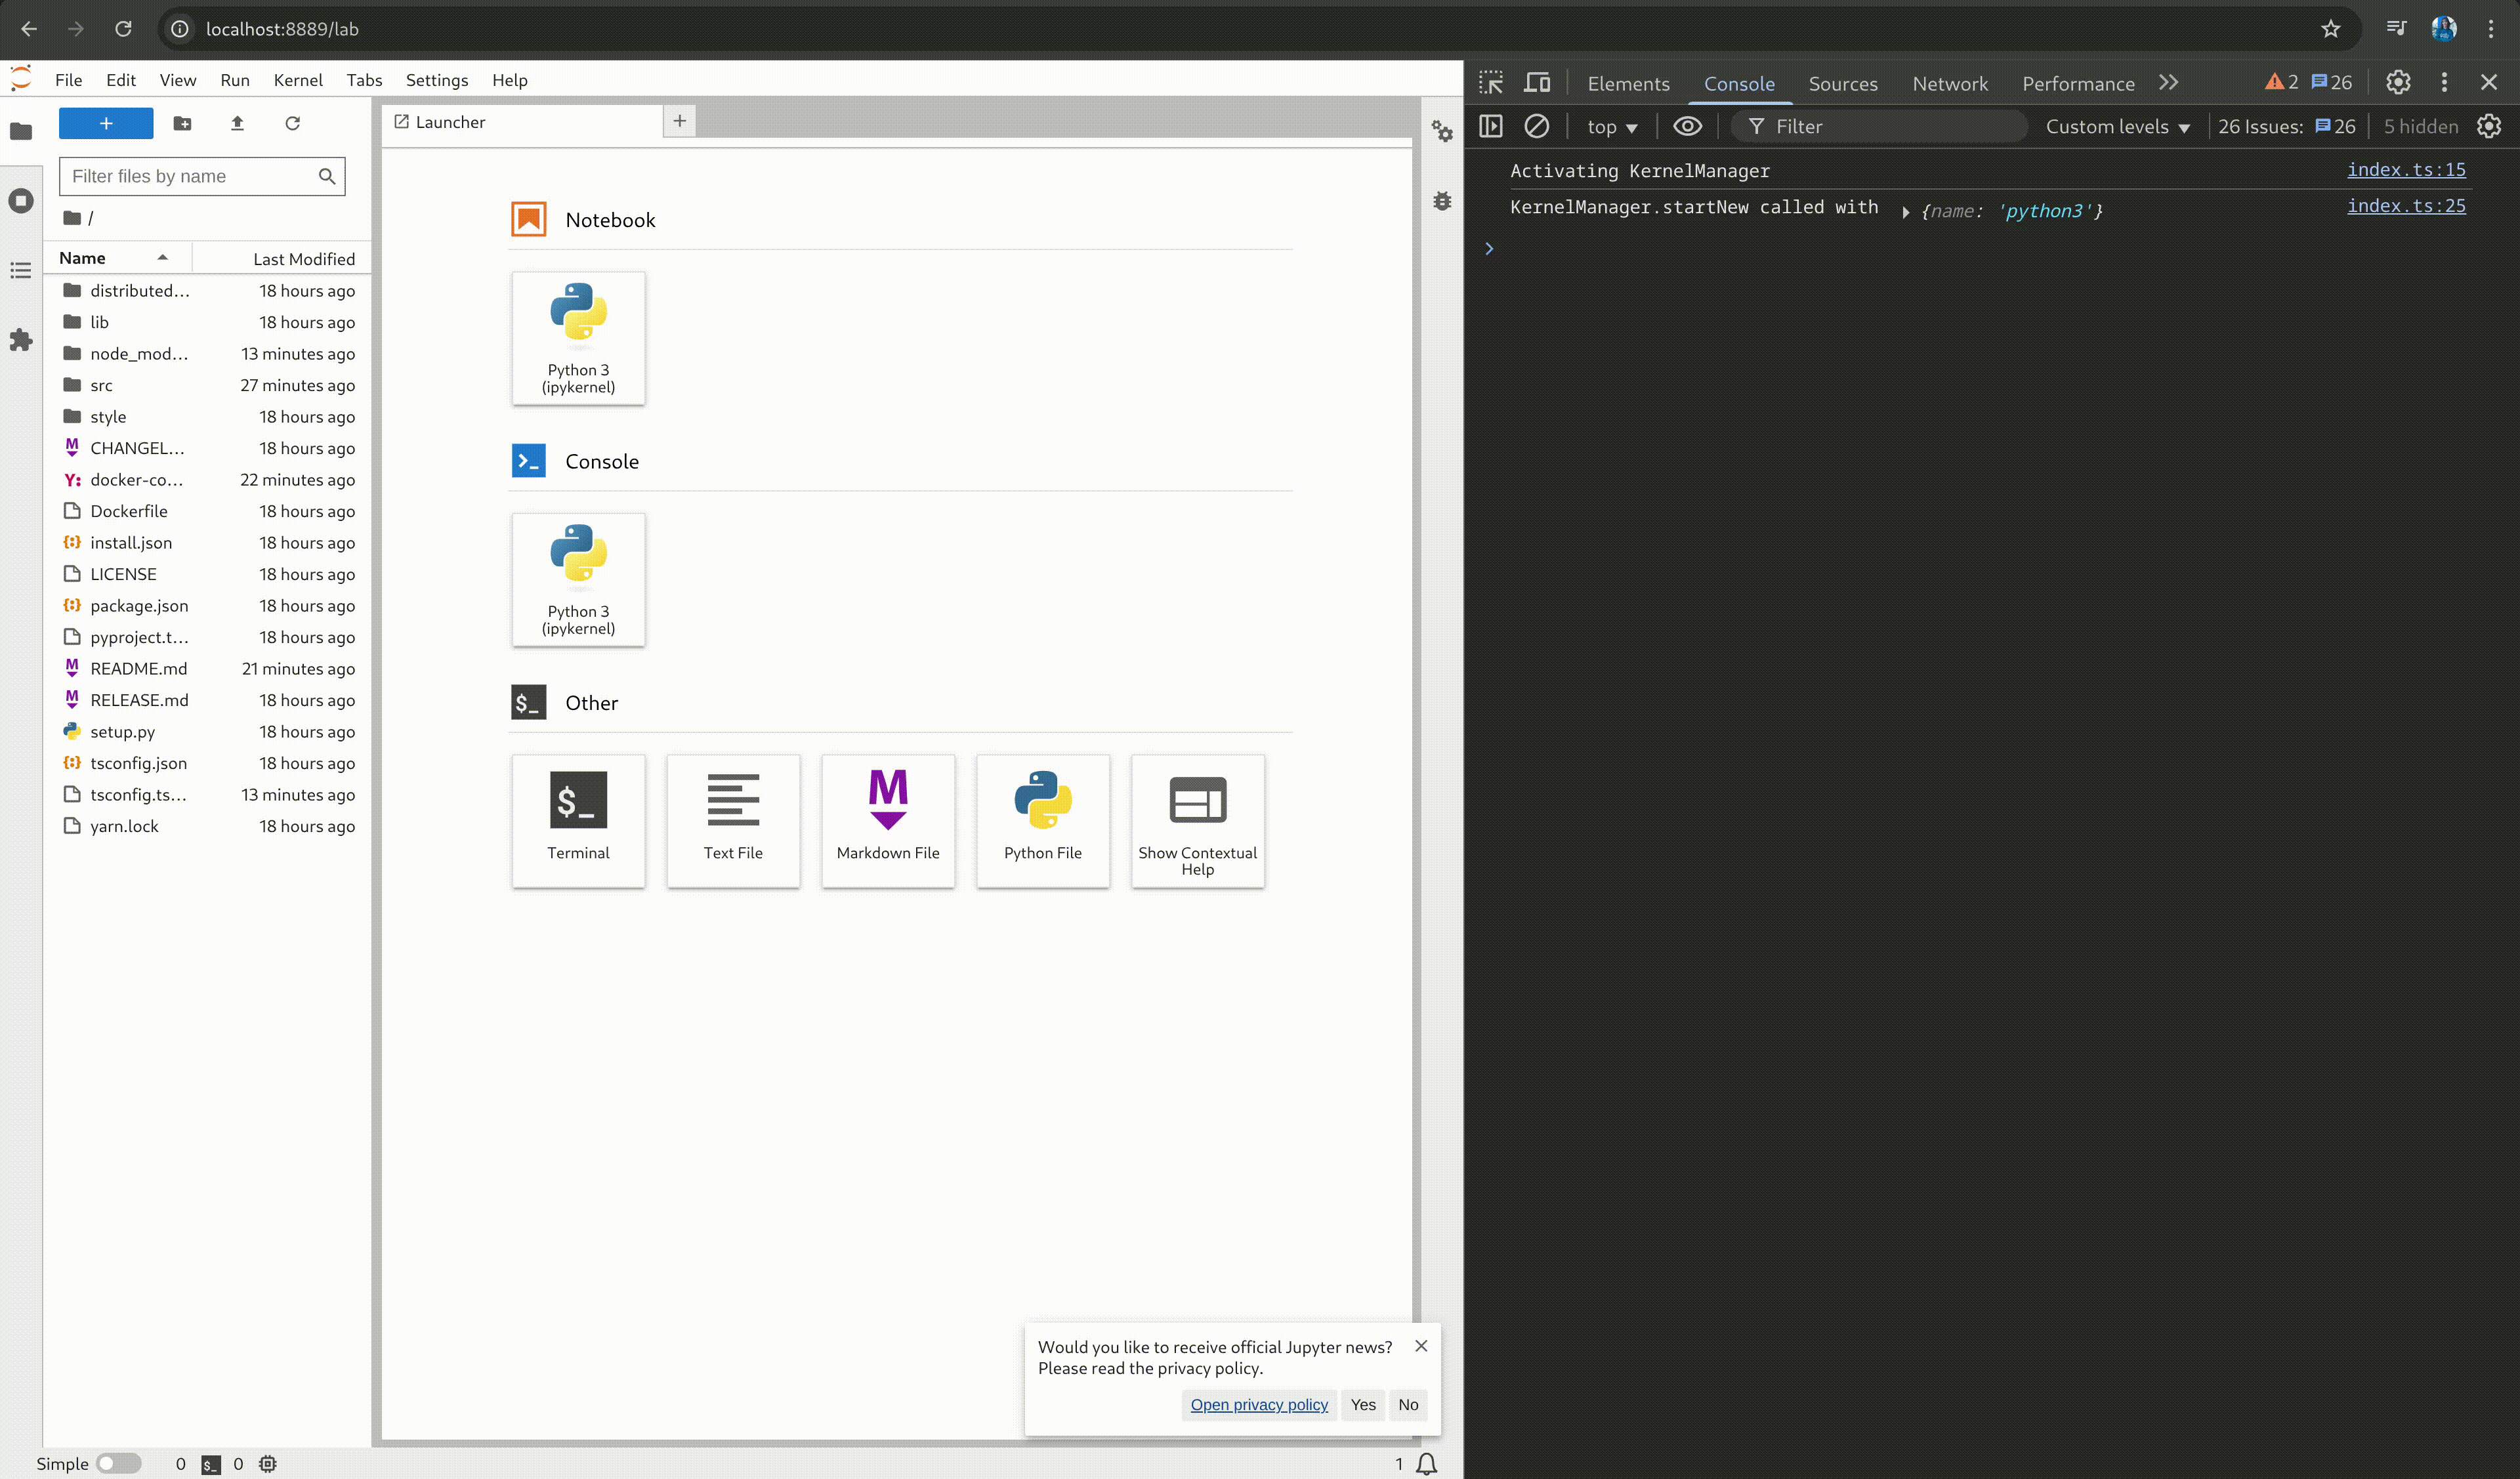 localhost:8889/lab
File Edit View Run Kernel Tabs Settings Help
Filter files by name
/
Name Last Modified
distributed... 18 hours ago
lib 18 hours ago
node_mod... 13 minutes ago
src 27 minutes ago
style 18 hours ago
CHANGEL... 18 hours ago
docker-co... 22 minutes ago
Dockerfile 18 hours ago
install.json 18 hours ago
LICENSE 18 hours ago
package.json 18 hours ago
pyproject.t... 18 hours ago
README.md 21 minutes ago
RELEASE.md 18 hours ago
setup.py 18 hours ago
tsconfig.json 18 hours ago
tsconfig.ts... 13 minutes ago
yarn.lock 18 hours ago
Launcher
Notebook
Python 3
(ipykernel)
Console
Python 3
(ipykernel)
$_ Other
$_
Terminal
Text File
Markdown File
Python File
Show Contextual
Help
Would you like to receive official Jupyter news?
Please read the privacy policy.
Open privacy policy Yes No
Simple 0 $_ 0
1
Elements Console Sources Network Performance 2 26
top Filter Custom levels 26 Issues: 26 5 hidden
Activating KernelManager index.ts:15
KernelManager.startNew called with {name: 'python3'} index.ts:25